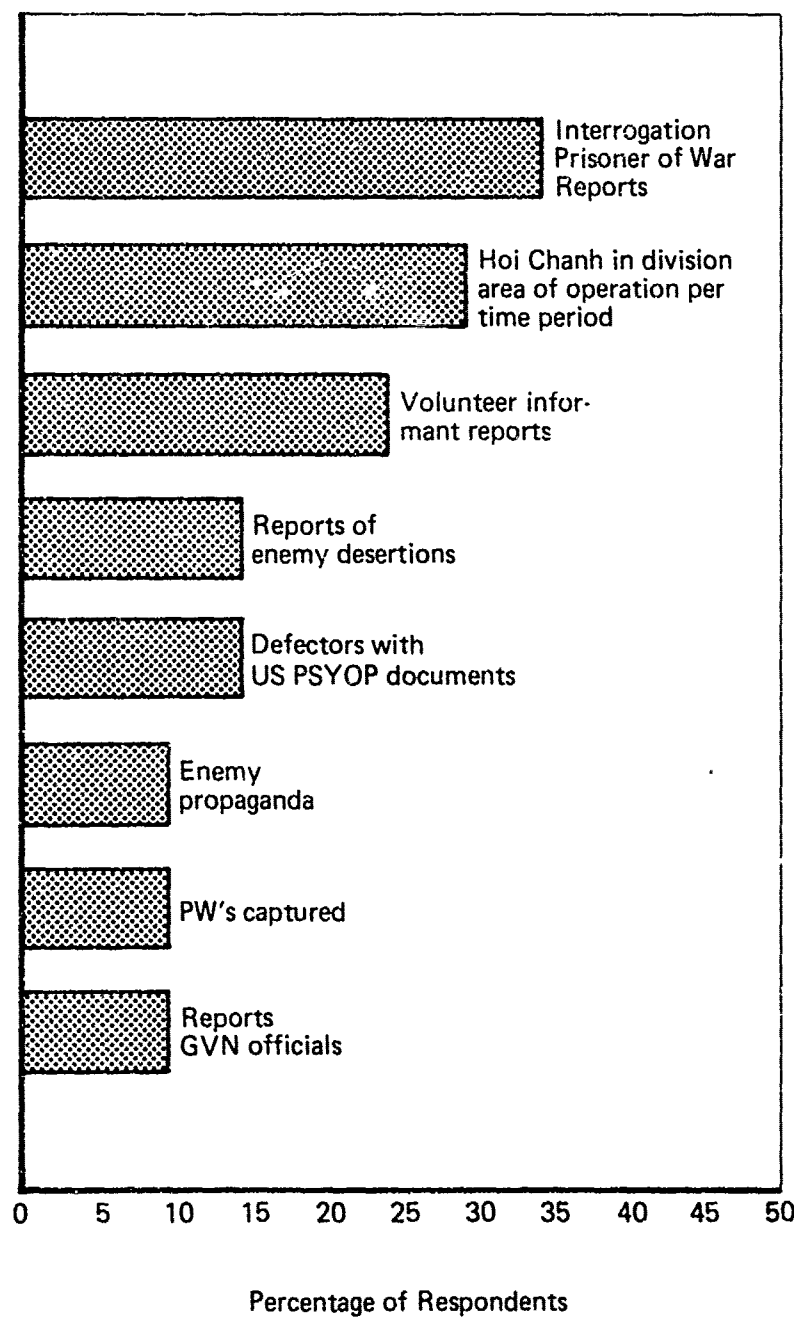 Interrogation
Prisoner of War
Reports
Hoi Chanh in division
area of operation per
time period
Volunteer infor-
mant reports
Reports of
enemy desertions
Defectors with
US PSYOP documents
Enemy
propaganda
PW's captured
Reports
GVN officials
0 5 10 15 20 25 30 35 40 45 50
Percentage of Respondents